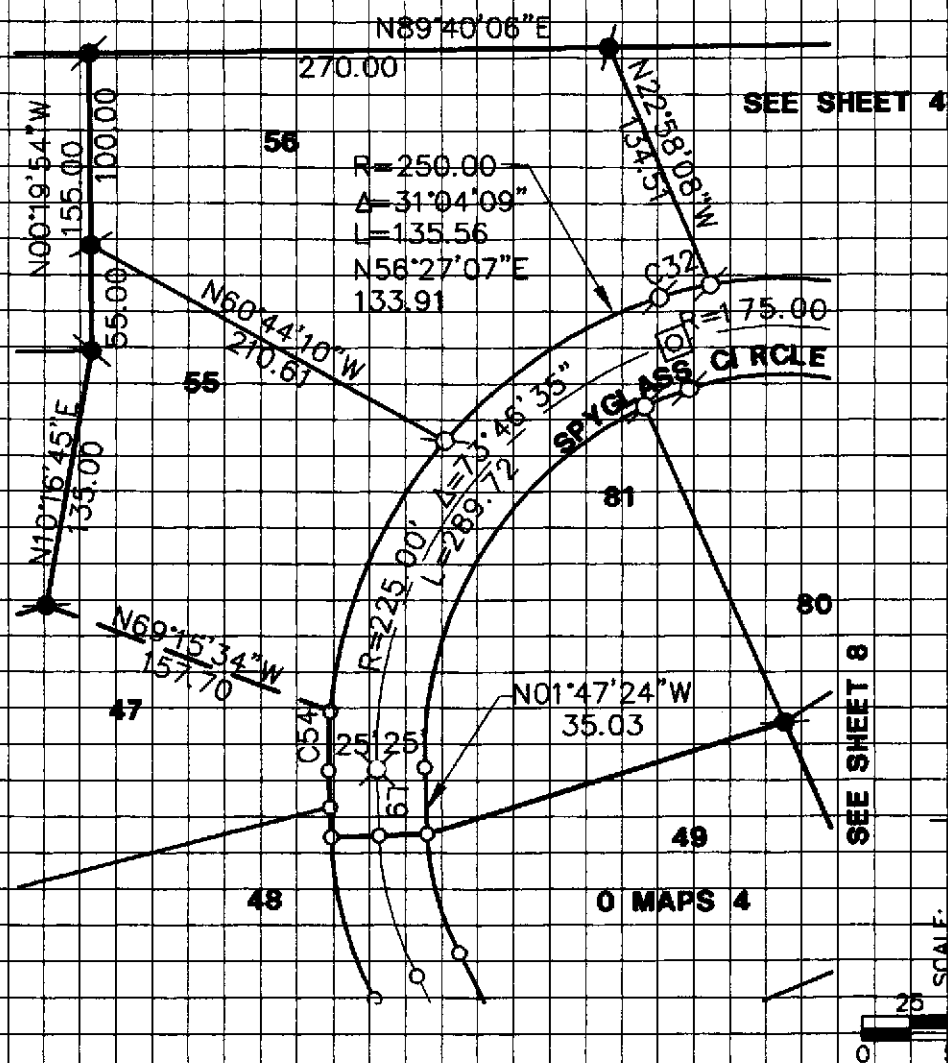 N89°40'06"E
270.00
N00°19'54"W
155.00
100.00
55.00
56
N22°58'08"W
134.51
SEE SHEET 4
R=250.00
Δ=31°04'09"
L=135.56
N56°27'07"E
133.91
C32
R=175.00
N60°44'10"W
210.61
55
SPYGLASS CIRCLE
Δ=73°46'35"
L=289.72
R=225.00'
81
N10°16'45"E
135.00
80
N69°15'34"W
157.70
47
N01°47'24"W
35.03
C54
25' 25'
67
SEE SHEET 8
49
48
0 MAPS 4
SCALE:
25
0